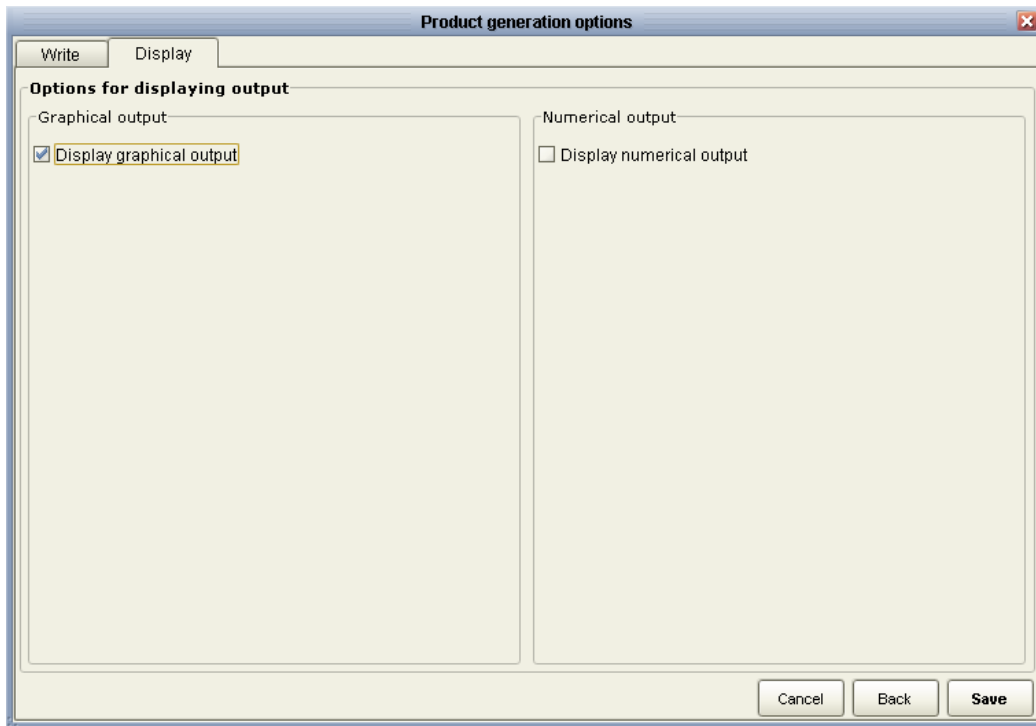 Product generation options
Write Display
Options for displaying output
Graphical output Numerical output
Display graphical output Display numerical output
Cancel Back Save